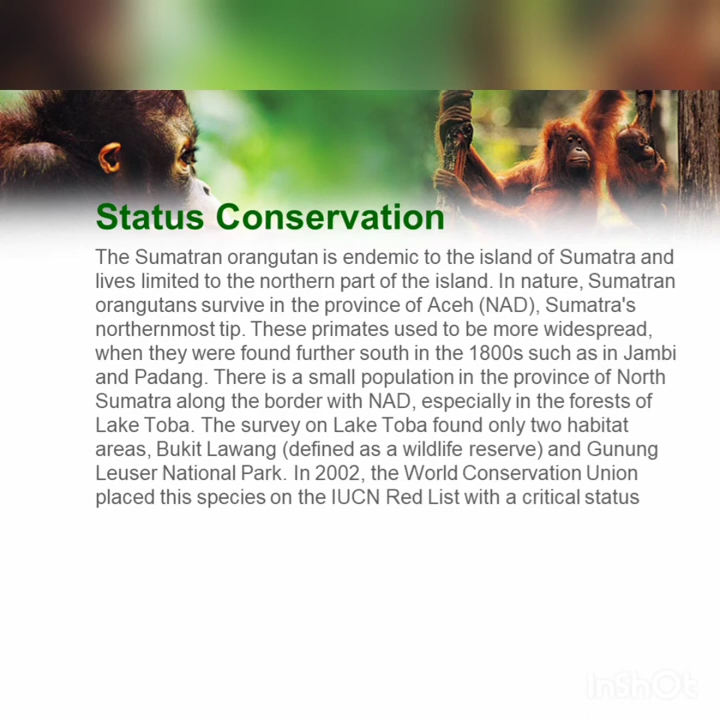 Status Conservation
The Sumatran orangutan is endemic to the island of Sumatra and
lives limited to the northern part of the island. In nature, Sumatran
orangutans survive in the province of Aceh (NAD), Sumatra's
northernmost tip. These primates used to be more widespread,
when they were found further south in the 1800s such as in Jambi
and Padang. There is a small population in the province of North
Sumatra along the border with NAD, especially in the forests of
Lake Toba. The survey on Lake Toba found only two habitat
areas, Bukit Lawang (defined as a wildlife reserve) and Gunung
Leuser National Park. In 2002, the World Conservation Union
placed this species on the IUCN Red List with a critical status
InShOt